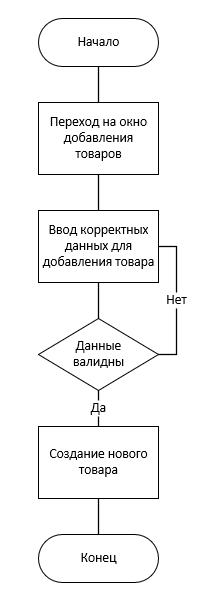 Начало
Переход на окно
добавления
товаров
Ввод корректных
данных для
добавления товара
Нет
Данные
валидны
Да
Создание нового
товара
Конец